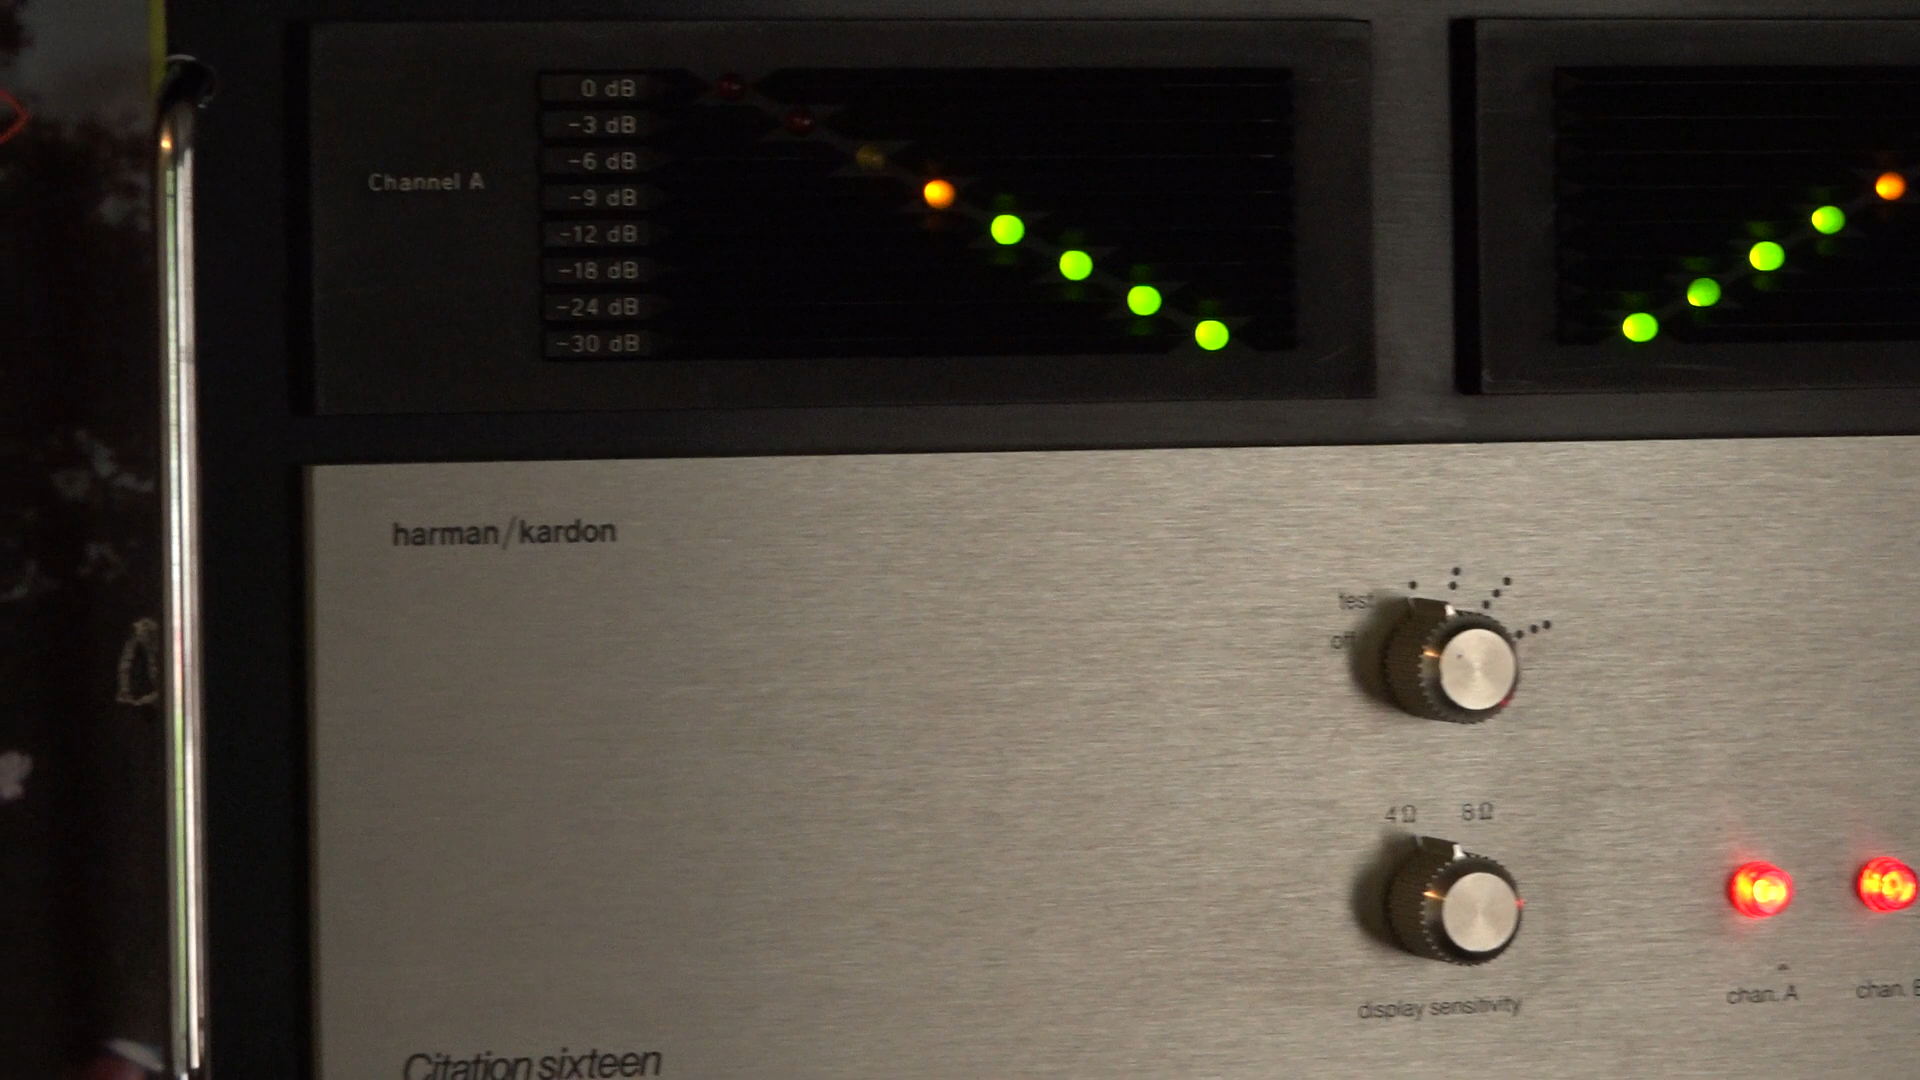 Channel A
0 dB
-3 dB
-6 dB
-9 dB
-12 dB
-18 dB
-24 dB
-30 dB
harman/kardon
test
off
4Ω 8Ω
display sensitivity
chan. A
chan.
Citation sixteen